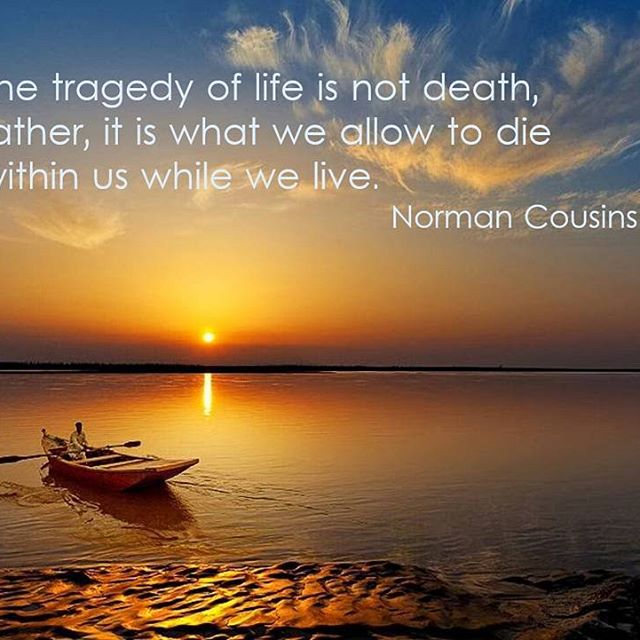 he tragedy of life is not death,
ather, it is what we allow to die
within us while we live.
Norman Cousins